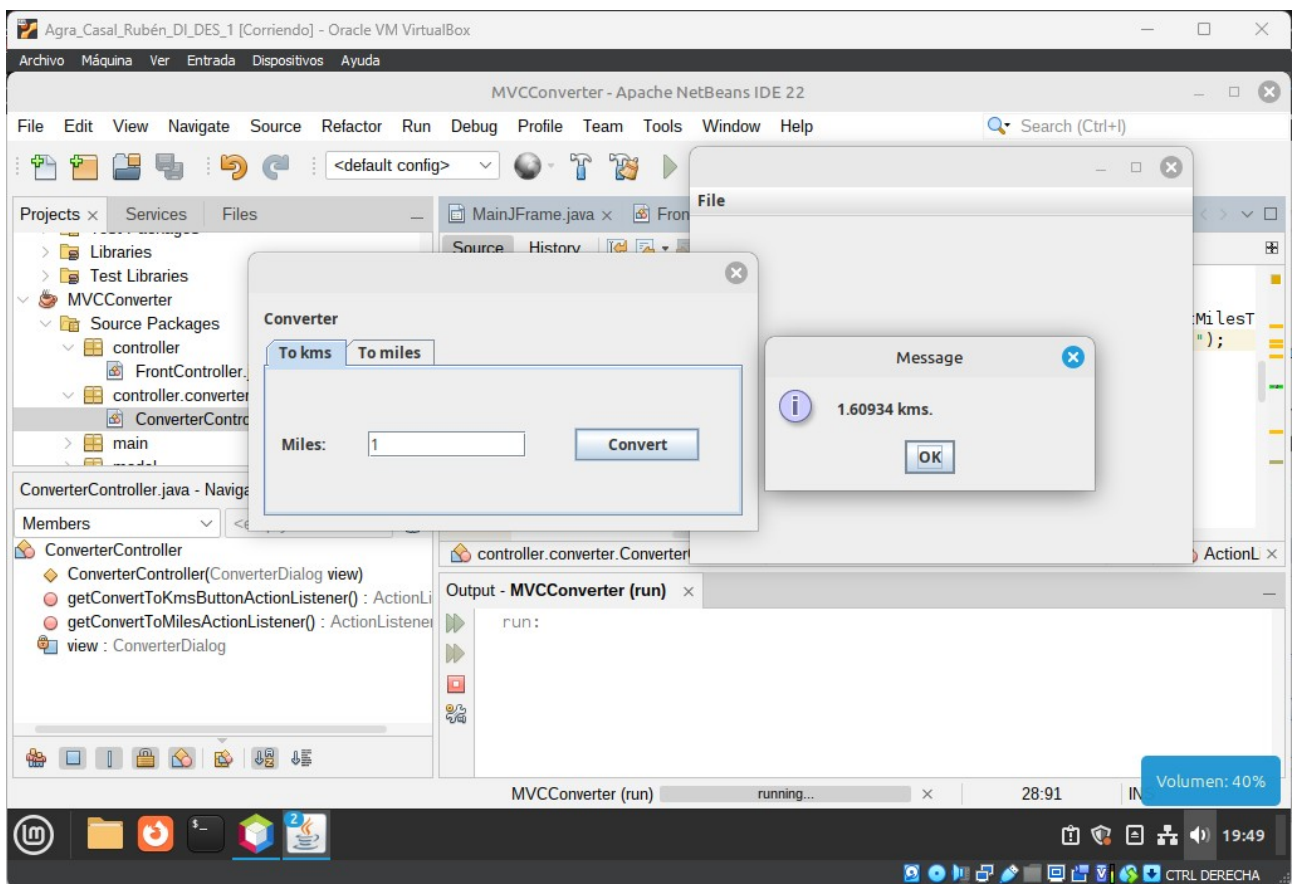 Agra_Casal_Rubén_DI_DES_1 [Corriendo] - Oracle VM VirtualBox
Archivo Máquina Ver Entrada Dispositivos Ayuda
MVCConverter - Apache NetBeans IDE 22
File Edit View Navigate Source Refactor Run Debug Profile Team Tools Window Help
Search (Ctrl+I)
<default config>
File
Projects Services Files
MainJFrame.java
Fron
Source History
Libraries
Test Libraries
MVCConverter
Source Packages
controller
FrontController.
controller.converter
ConverterContro
main
Converter
To kms To miles
Miles: 1 Convert
Message
1.60934 kms.
OK
:MilesT
");
ConverterController.java - Naviga
Members
ConverterController
ConverterController(ConverterDialog view)
getConvertToKmsButtonActionListener() : ActionLi
getConvertToMilesActionListener() : ActionListener
view : ConverterDialog
controller.converter.Converter
ActionL
Output - MVCConverter (run)
run:
Volumen: 40%
MVCConverter (run) running... 28:91 IN
2
19:49
CTRL DERECHA